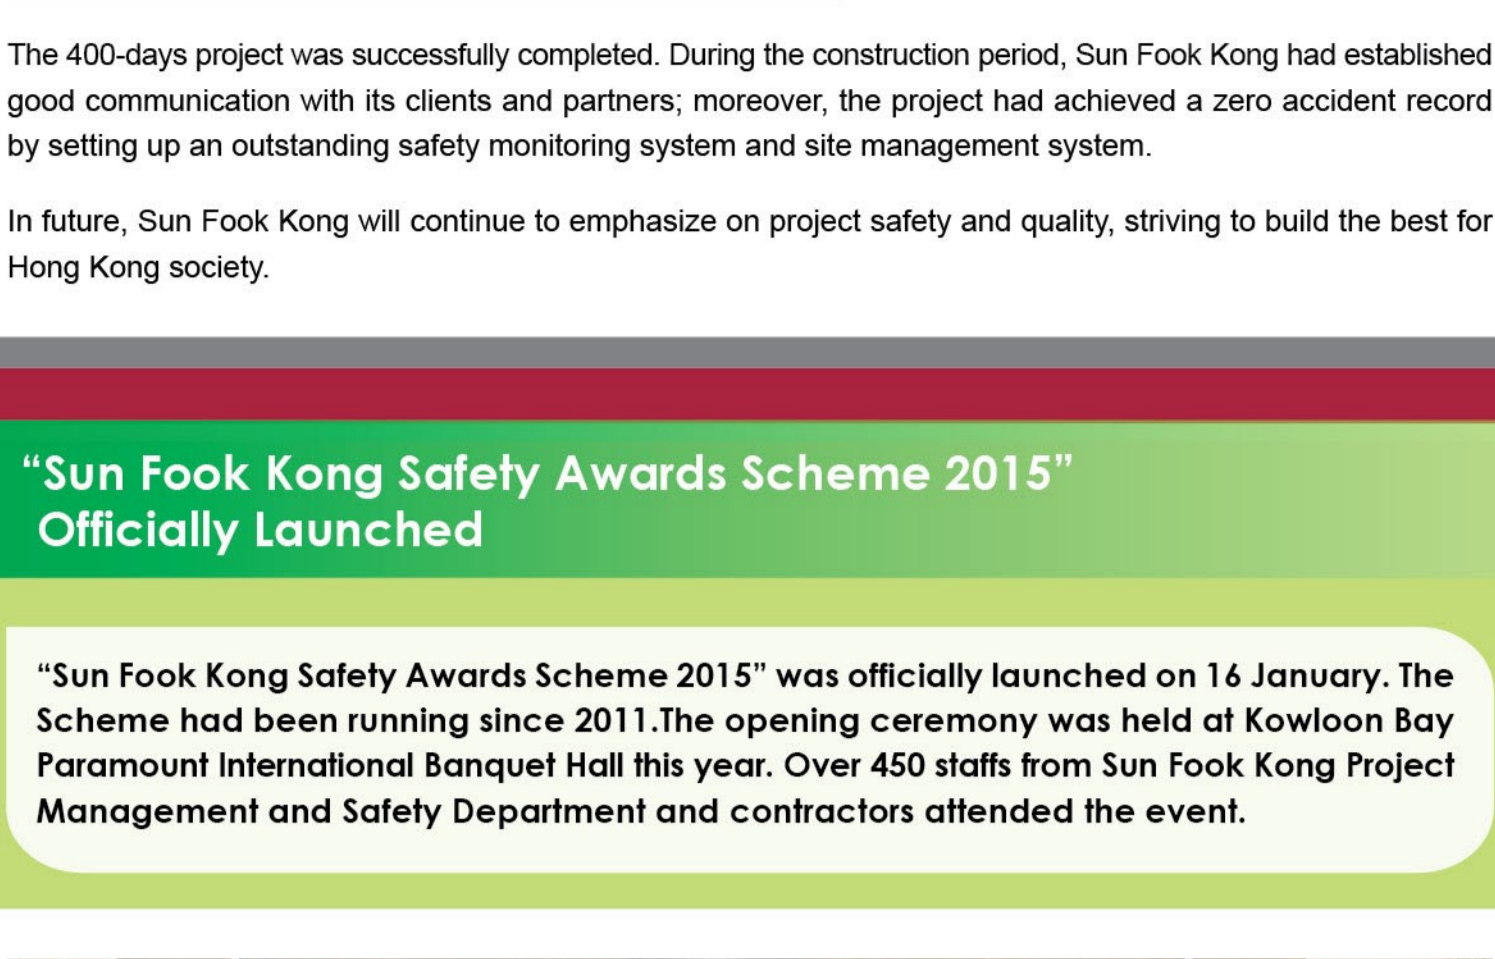 The 400-days project was successfully completed. During the construction period, Sun Fook Kong had established
good communication with its clients and partners; moreover, the project had achieved a zero accident record
by setting up an outstanding safety monitoring system and site management system.
In future, Sun Fook Kong will continue to emphasize on project safety and quality, striving to build the best for
Hong Kong society.
“Sun Fook Kong Safety Awards Scheme 2015”
Officially Launched
“Sun Fook Kong Safety Awards Scheme 2015” was officially launched on 16 January. The
Scheme had been running since 2011.The opening ceremony was held at Kowloon Bay
Paramount International Banquet Hall this year. Over 450 staffs from Sun Fook Kong Project
Management and Safety Department and contractors attended the event.